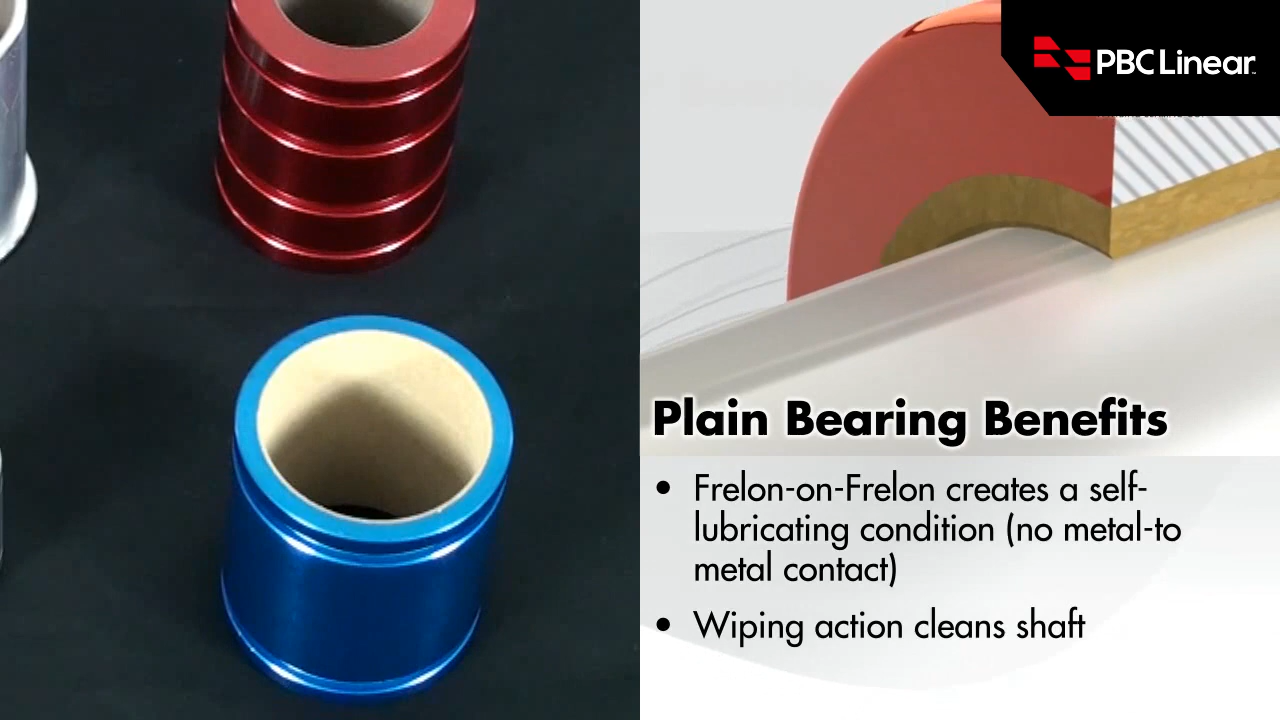 PBC Linear
Plain Bearing Benefits
• Frelon-on-Frelon creates a self-
lubricating condition (no metal-to
metal contact)
• Wiping action cleans shaft